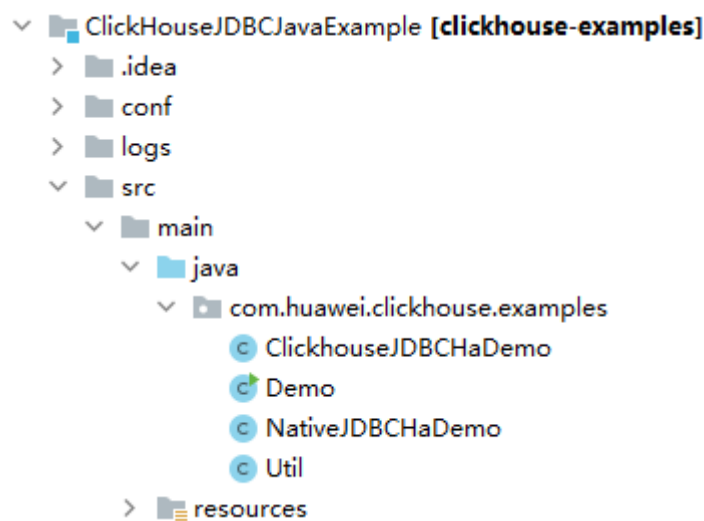 ClickHouseJDBCJavaExample [clickhouse-examples]
.idea
conf
logs
src
main
java
com.huawei.clickhouse.examples
ClickhouseJDBCHaDemo
Demo
NativeJDBCHaDemo
Util
resources